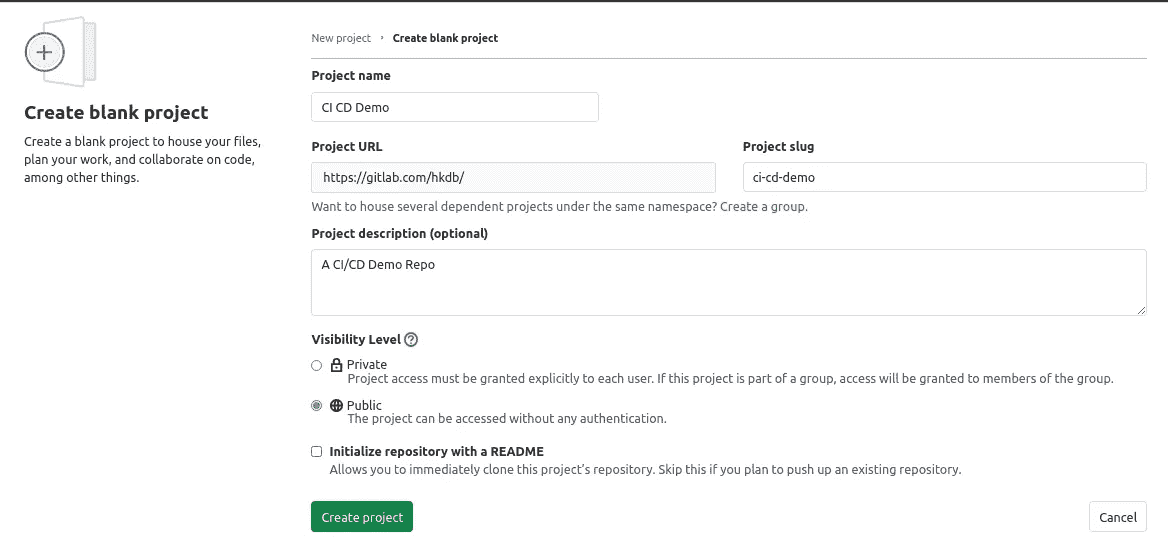 Create blank project
Create a blank project to house your files,
plan your work, and collaborate on code,
among other things.
New project › Create blank project
Project name
CI CD Demo
Project URL
https://gitlab.com/hkdb/
Project slug
ci-cd-demo
Want to house several dependent projects under the same namespace? Create a group.
Project description (optional)
A CI/CD Demo Repo
Visibility Level
Private
Project access must be granted explicitly to each user. If this project is part of a group, access will be granted to members of the group.
Public
The project can be accessed without any authentication.
Initialize repository with a README
Allows you to immediately clone this project's repository. Skip this if you plan to push up an existing repository.
Create project
Cancel